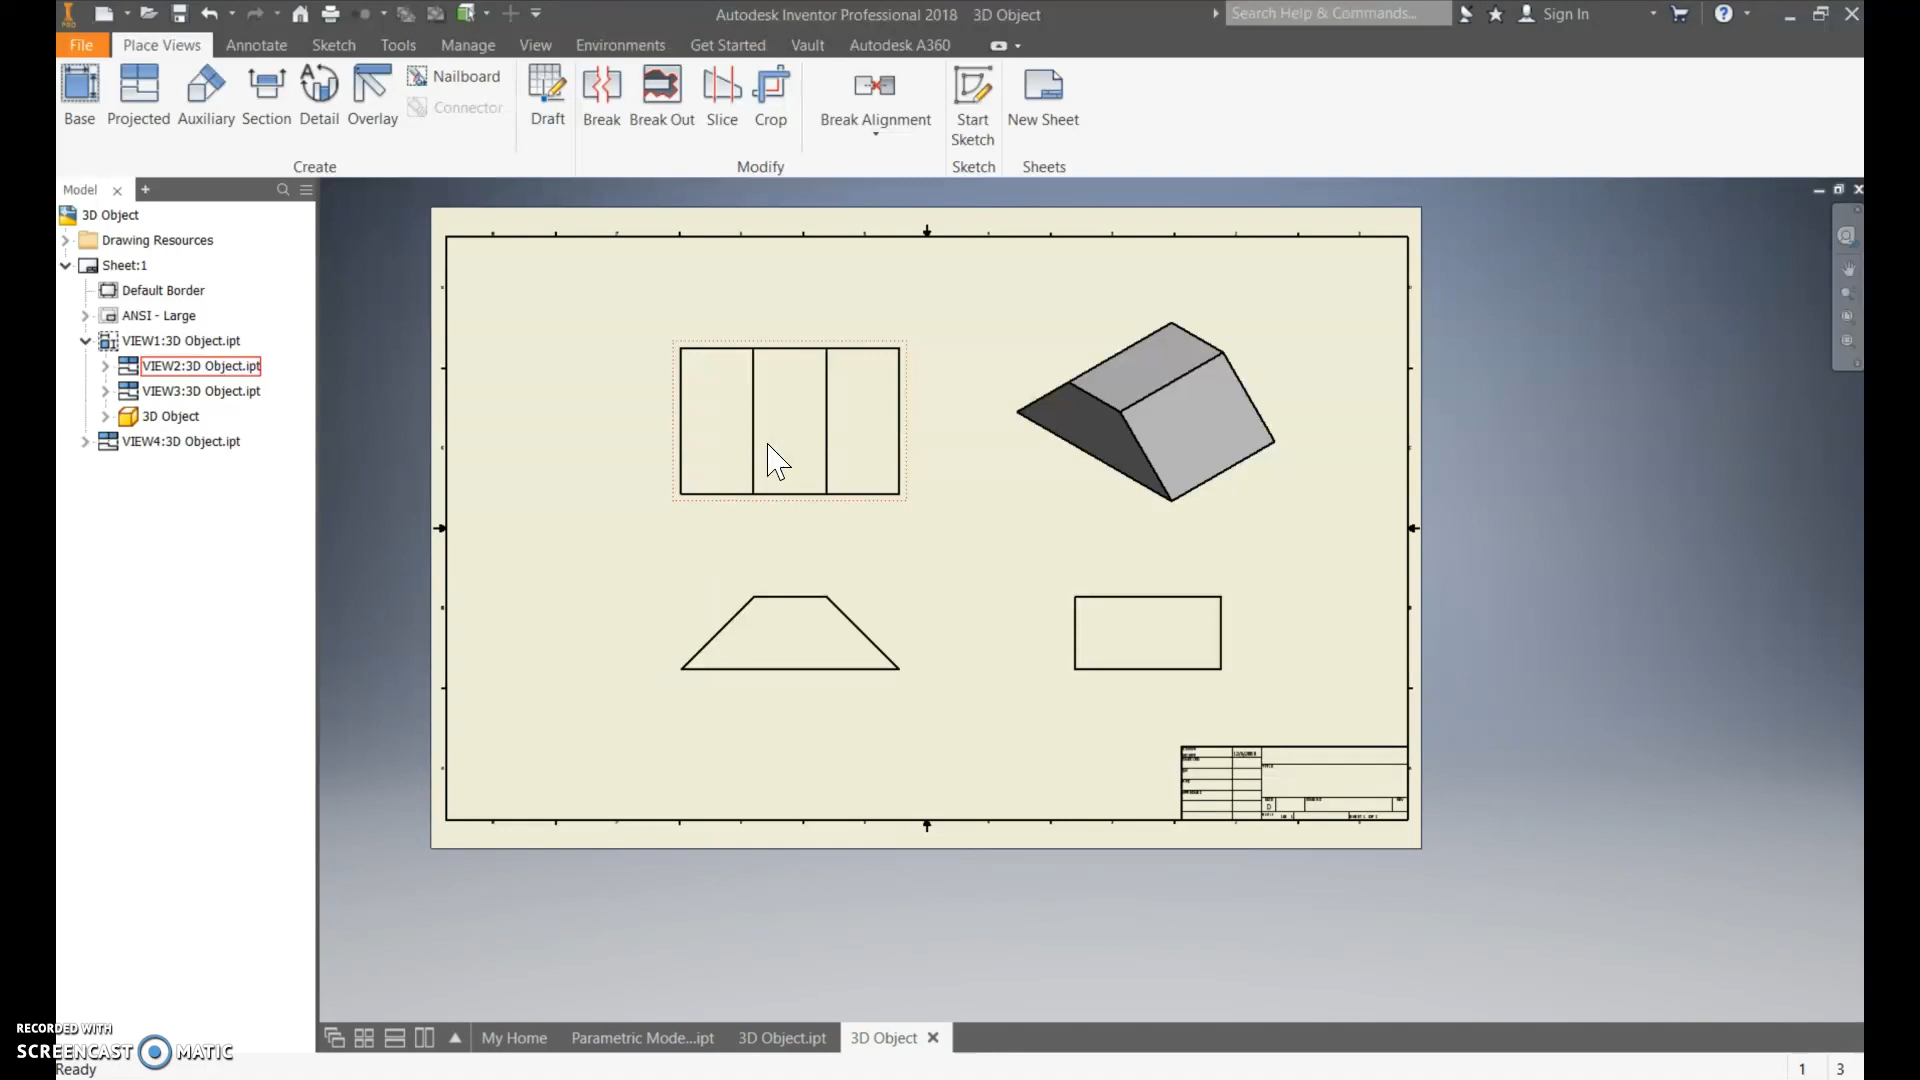 PRO
Autodesk Inventor Professional 2018 3D Object
Search Help & Commands...
Sign In
File Place Views Annotate Sketch Tools Manage View Environments Get Started Vault Autodesk A360
Base Projected Auxiliary Section Detail Overlay
Nailboard
Connector
Draft Break Break Out Slice Crop
Break Alignment
Start Sketch
New Sheet
Create Modify Sketch Sheets
Model
3D Object
Drawing Resources
Sheet:1
Default Border
ANSI - Large
VIEW1:3D Object.ipt
VIEW2:3D Object.ipt
VIEW3:3D Object.ipt
3D Object
VIEW4:3D Object.ipt
D
My Home Parametric Mode...ipt 3D Object.ipt 3D Object
RECORDED WITH
SCREENCAST MATIC
Ready
1 3